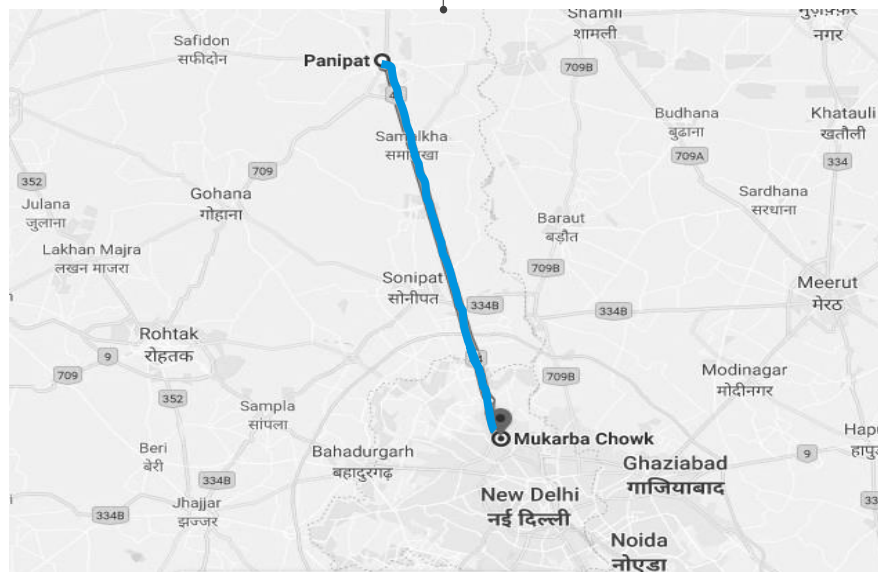 Shamli
शामली
नगर
Safidon
सफीदोन
Panipat
709B
Samalkha
Budhana
बुढाना
Khatauli
खतौली
709A
334
352
709
Julana
जुलाना
Gohana
गोहाना
Sardhana
सरधाना
Baraut
बड़ौत
Lakhan Majra
लखन माजरा
709B
Sonipat
सोनीपत
Meerut
मेरठ
334B
334B
Rohtak
रोहतक
9
709
709B
Modinagar
मोदीनगर
352
Sampla
सांपला
Mukarba Chowk
Beri
बेरी
Bahadurgarh
बहादुरगढ़
9
Ghaziabad
गाजियाबाद
334B
New Delhi
नई दिल्ली
Jhajjar
झज्जर
334B
Noida
नोएडा